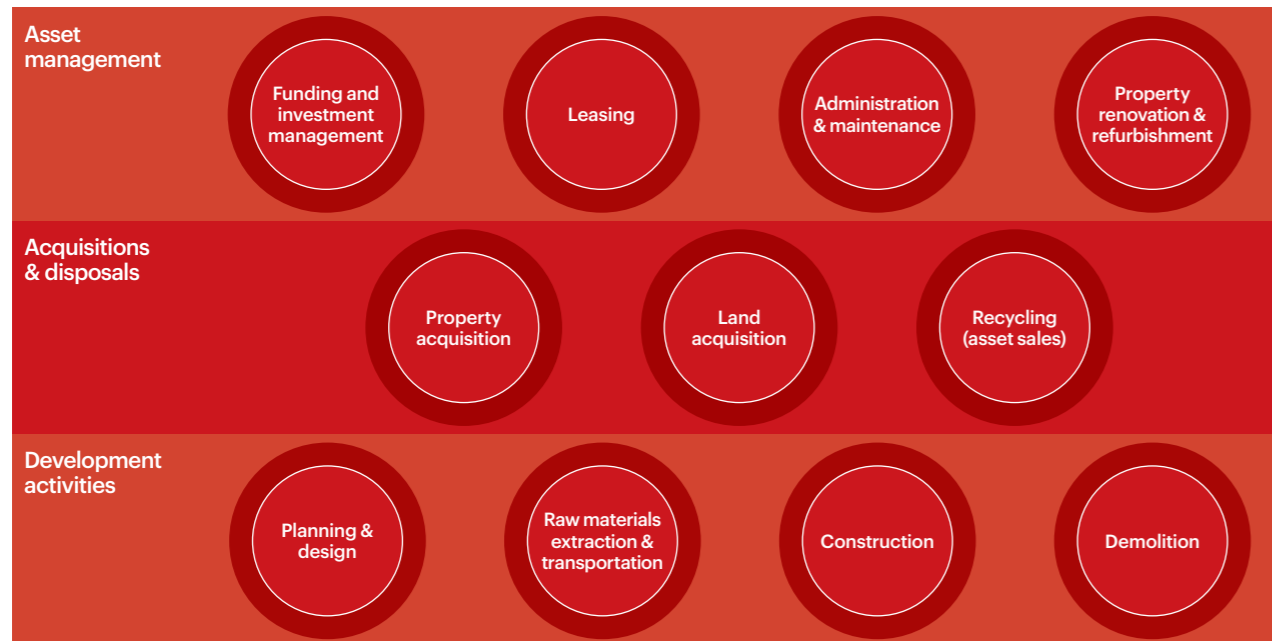 Asset
management
Funding and
investment
management
Leasing
Administration
& maintenance
Property
renovation &
refurbishment
Acquisitions
& disposals
Property
acquisition
Land
acquisition
Recycling
(asset sales)
Development
activities
Planning &
design
Raw materials
extraction &
transportation
Construction
Demolition